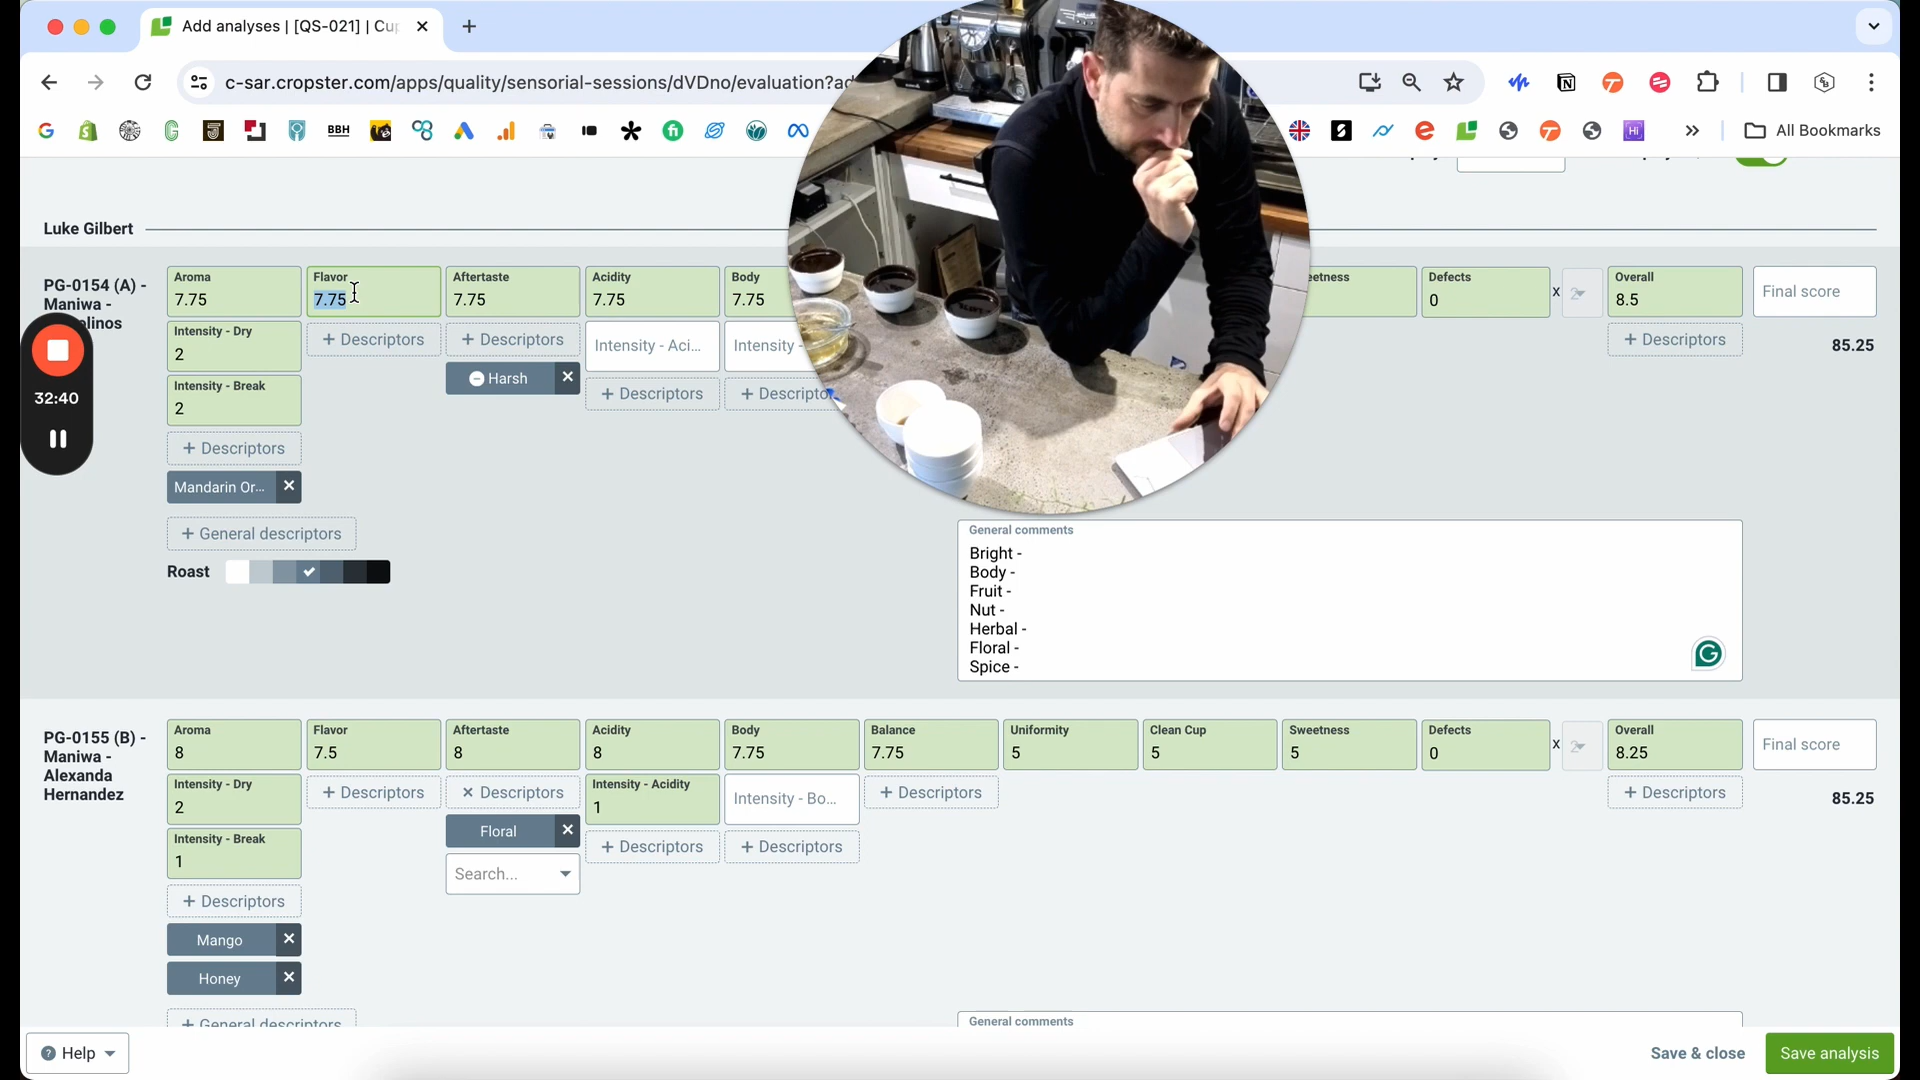 Add analyses | [QS-021] | Cu
c-sar.cropster.com/apps/quality/sensorial-sessions/dVDno/evaluation?ad
BBH
Hi
All Bookmarks
Luke Gilbert
PG-0154 (A) -
Maniwa -
Aroma
7.75
Flavor
7.75
Aftertaste
7.75
Acidity
7.75
Body
7.75
eetness
Defects
0
x
2
Overall
8.5
Final score
85.25
Intensity - Dry
2
+ Descriptors
+ Descriptors
Intensity - Aci...
Intensity -
+ Descriptors
Intensity - Break
2
Harsh
+ Descriptors
+ Descripto
32:40
+ Descriptors
Mandarin Or...
+ General descriptors
Roast
General comments
Bright -
Body -
Fruit -
Nut -
Herbal -
Floral -
Spice -
PG-0155 (B) -
Maniwa -
Alexanda
Hernandez
Aroma
8
Flavor
7.5
Aftertaste
8
Acidity
8
Body
7.75
Balance
7.75
Uniformity
5
Clean Cup
5
Sweetness
5
Defects
0
x
2
Overall
8.25
Final score
85.25
Intensity - Dry
2
+ Descriptors
× Descriptors
Intensity - Acidity
1
Intensity - Bo...
+ Descriptors
+ Descriptors
Intensity - Break
1
Floral
+ Descriptors
+ Descriptors
Search...
+ Descriptors
Mango
Honey
+ General descriptors
General comments
Help
Save & close
Save analysis